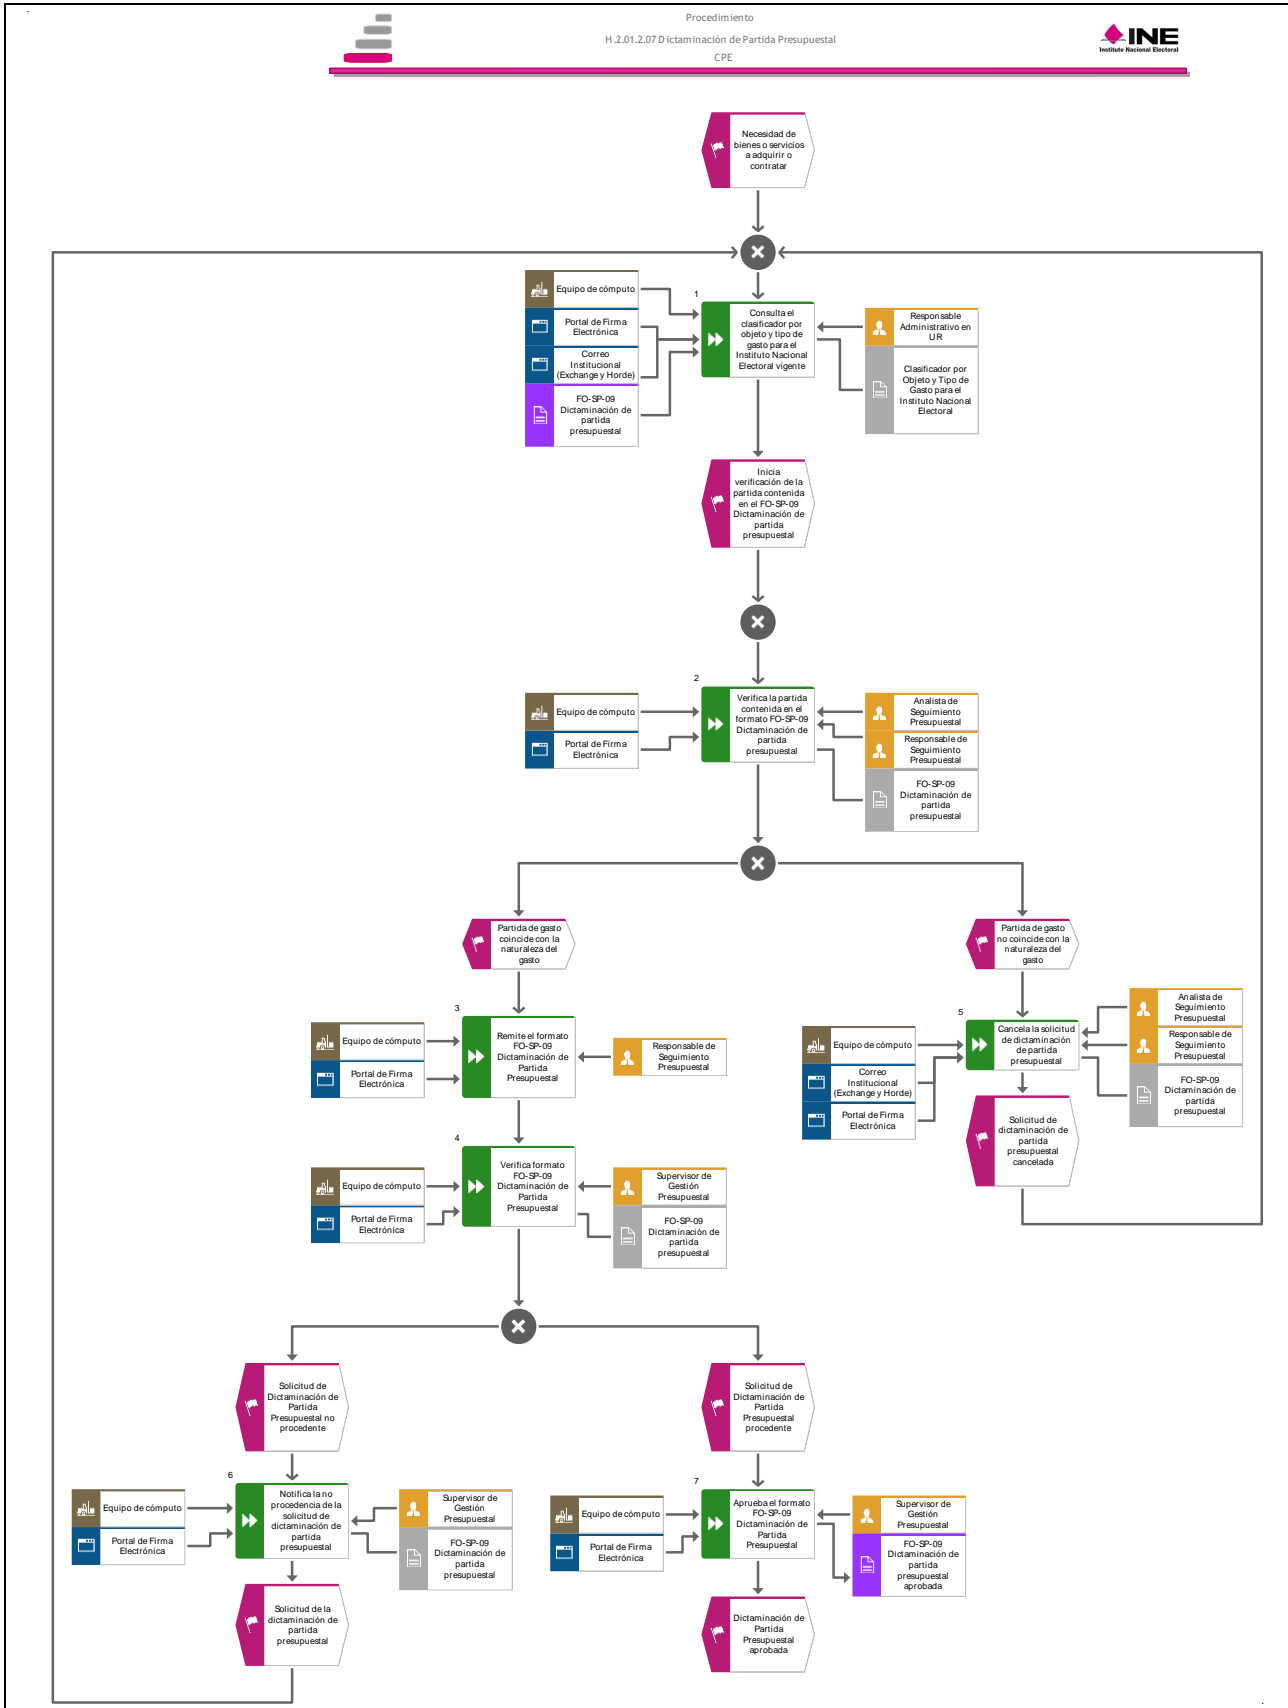 Procedimiento
H.2.01.2.07 Dictaminación de Partida Presupuestal
CPE
INE
Instituto Nacional Electoral
Necesidad de
bienes o servicios
a adquirir o
contratar
Equipo de cómputo
Portal de Firma
Electrónica
Correo
Institucional
(Exchange y Horde)
FO-SP-09
Dictaminación de
partida
presupuestal
1
Consulta el
clasificador por
objeto y tipo de
gasto para el
Instituto Nacional
Electoral vigente
Responsable
Administrativo en
UR
Clasificador por
Objeto y Tipo de
Gasto para el
Instituto Nacional
Electoral
Inicia
verificación de la
partida contenida
en el FO-SP-09
Dictaminación de
partida
presupuestal
Equipo de cómputo
Portal de Firma
Electrónica
2
Verifica la partida
contenida en el
formato FO-SP-09
Dictaminación de
partida
presupuestal
Analista de
Seguimiento
Presupuestal
Responsable de
Seguimiento
Presupuestal
FO-SP-09
Dictaminación de
partida
presupuestal
Partida de gasto
coincide con la
naturaleza del
gasto
Partida de gasto
no coincide con la
naturaleza del
gasto
Equipo de cómputo
Portal de Firma
Electrónica
3
Remite el formato
FO-SP-09
Dictaminación de
Partida
Presupuestal
Responsable de
Seguimiento
Presupuestal
Equipo de cómputo
Correo
Institucional
(Exchange y Horde)
Portal de Firma
Electrónica
5
Cancela la solicitud
de dictaminación
de partida
presupuestal
Analista de
Seguimiento
Presupuestal
Responsable de
Seguimiento
Presupuestal
FO-SP-09
Dictaminación de
partida
presupuestal
Solicitud de
dictaminación de
partida
presupuestal
cancelada
Equipo de cómputo
Portal de Firma
Electrónica
4
Verifica formato
FO-SP-09
Dictaminación de
Partida
Presupuestal
Supervisor de
Gestión
Presupuestal
FO-SP-09
Dictaminación de
partida
presupuestal
Solicitud de
Dictaminación de
Partida
Presupuestal no
procedente
Solicitud de
Dictaminación de
Partida
Presupuestal
procedente
Equipo de cómputo
Portal de Firma
Electrónica
6
Notifica la no
procedencia de la
solicitud de
dictaminación de
partida
presupuestal
Supervisor de
Gestión
Presupuestal
FO-SP-09
Dictaminación de
partida
presupuestal
Equipo de cómputo
Portal de Firma
Electrónica
7
Aprueba el formato
FO-SP-09
Dictaminación de
Partida
Presupuestal
Supervisor de
Gestión
Presupuestal
FO-SP-09
Dictaminación de
partida
presupuestal
aprobada
Solicitud de la
dictaminación de
partida
presupuestal
Dictaminación de
Partida
Presupuestal
aprobada